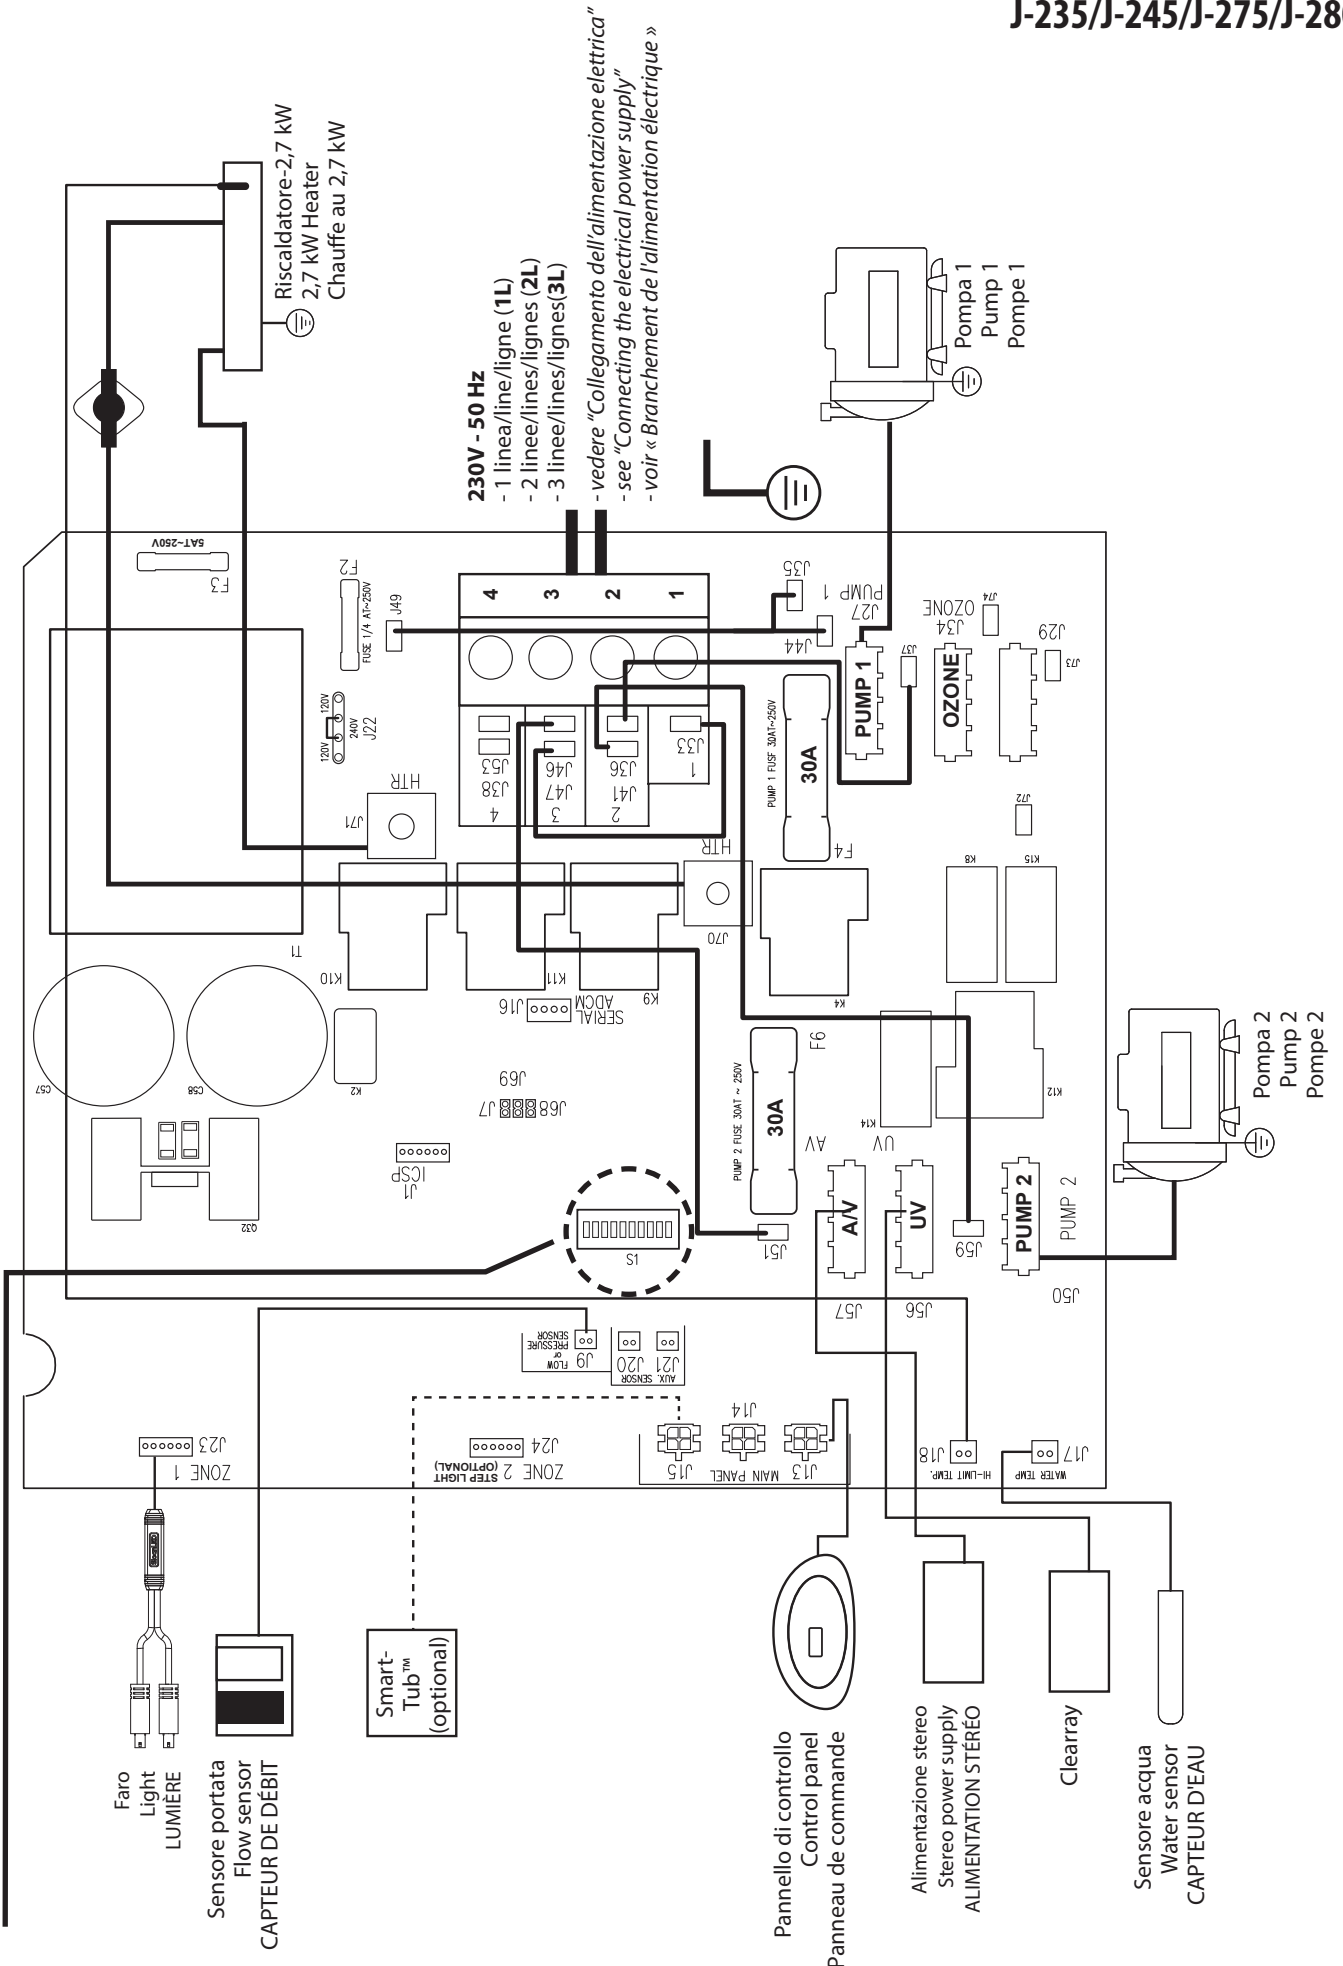 J-235/J-245/J-275/J-28
Riscaldatore-2,7 kW
2,7 kW Heater
Chauffe au 2,7 kW
230V - 50 Hz
- 1 linea/line/ligne (1L)
- 2 linee/lines/lignes (2L)
- 3 linee/lines/lignes(3L)
- vedere "Collegamento dell'alimentazione elettrica"
- see "Connecting the electrical power supply"
- voir « Branchement de l'alimentation électrique »
Pompa 1
Pump 1
Pompe 1
5AT~250V
F3
F2
FUSE 1/4 AT~250V
J49
120V
120V
240V
J22
HTR
J71
4
3
2
1
J53
J38
4
J46
J47
3
J36
J41
2
J33
1
J35
J44
PUMP 1
J27
PUMP 1
J37
OZONE
J34
OZONE
J74
J29
J73
J72
PUMP 1 FUSE 30AT~250V
30A
F4
HTR
J70
K8
K15
K4
K10
K11
K9
T1
C57
C58
K2
J16
SERIAL
ADCM
J69
J7
J68
J1
ICSP
Q32
S1
PUMP 2 FUSE 30AT ~ 250V
30A
F6
K14
K12
AV
A/V
J57
UV
UV
J56
J51
J59
PUMP 2
PUMP 2
J50
Pompa 2
Pump 2
Pompe 2
FLOW
or
PRESSURE
SENSOR
J9
J20
J21
AUX. SENSOR
J23
ZONE 1
J24
ZONE 2
STEP LIGHT
(OPTIONAL)
J15
J14
J13
MAIN PANEL
J18
HI-LIMIT TEMP.
J17
WATER TEMP
Smart-
Tub™
(optional)
Faro
Light
LUMIÈRE
Sensore portata
Flow sensor
CAPTEUR DE DÉBIT
Pannello di controllo
Control panel
Panneau de commande
Alimentazione stereo
Stereo power supply
ALIMENTATION STÉRÉO
Clearray
Sensore acqua
Water sensor
CAPTEUR D'EAU